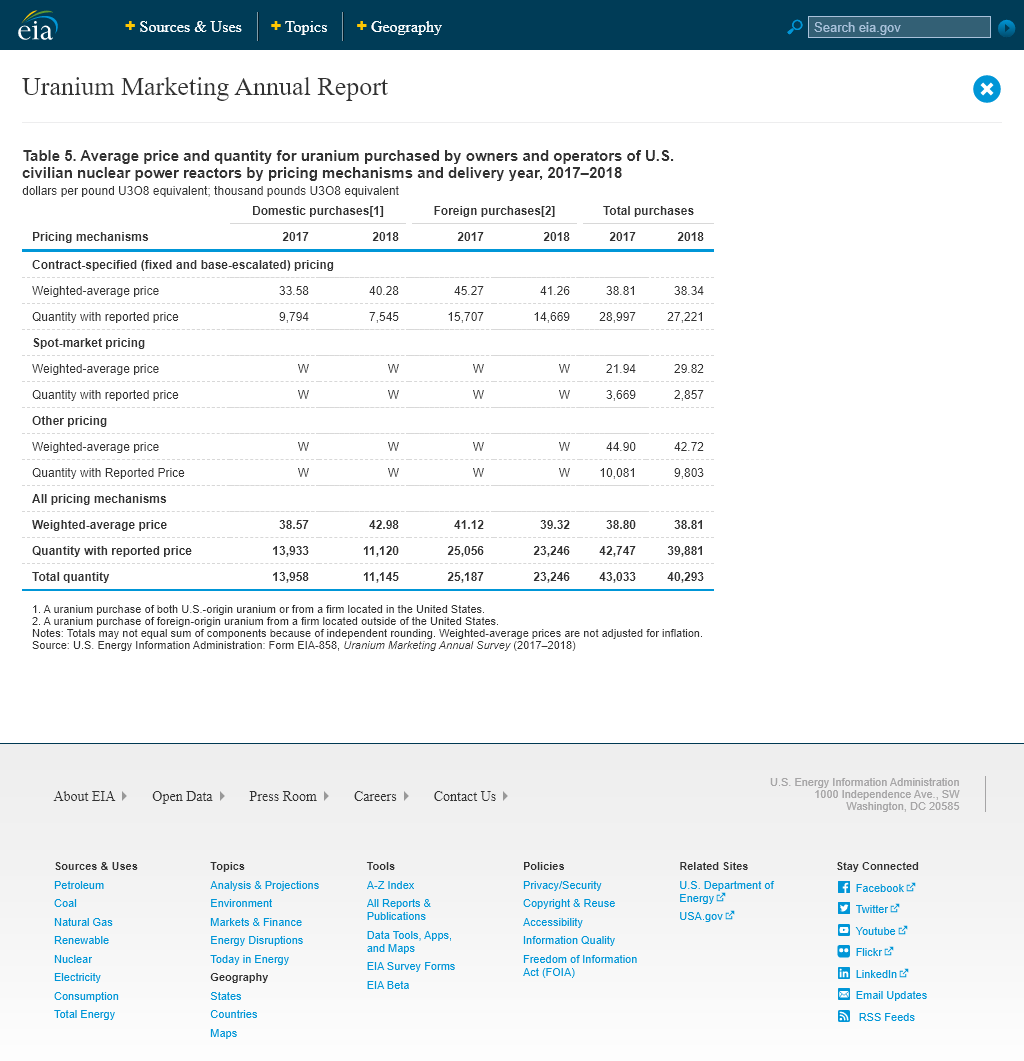 eia
+ Sources & Uses + Topics + Geography Search eia.gov
Uranium Marketing Annual Report
Table 5. Average price and quantity for uranium purchased by owners and operators of U.S.
civilian nuclear power reactors by pricing mechanisms and delivery year, 2017–2018
dollars per pound U3O8 equivalent; thousand pounds U3O8 equivalent
Domestic purchases[1] Foreign purchases[2] Total purchases
Pricing mechanisms 2017 2018 2017 2018 2017 2018
Contract-specified (fixed and base-escalated) pricing
Weighted-average price 33.58 40.28 45.27 41.26 38.81 38.34
Quantity with reported price 9,794 7,545 15,707 14,669 28,997 27,221
Spot-market pricing
Weighted-average price W W W W 21.94 29.82
Quantity with reported price W W W W 3,669 2,857
Other pricing
Weighted-average price W W W W 44.90 42.72
Quantity with Reported Price W W W W 10,081 9,803
All pricing mechanisms
Weighted-average price 38.57 42.98 41.12 39.32 38.80 38.81
Quantity with reported price 13,933 11,120 25,056 23,246 42,747 39,881
Total quantity 13,958 11,145 25,187 23,246 43,033 40,293
1. A uranium purchase of both U.S.-origin uranium or from a firm located in the United States.
2. A uranium purchase of foreign-origin uranium from a firm located outside of the United States.
Notes: Totals may not equal sum of components because of independent rounding. Weighted-average prices are not adjusted for inflation.
Source: U.S. Energy Information Administration: Form EIA-858, Uranium Marketing Annual Survey (2017–2018)
About EIA Open Data Press Room Careers Contact Us
U.S. Energy Information Administration
1000 Independence Ave., SW
Washington, DC 20585
Sources & Uses
Petroleum
Coal
Natural Gas
Renewable
Nuclear
Electricity
Consumption
Total Energy
Topics
Analysis & Projections
Environment
Markets & Finance
Energy Disruptions
Today in Energy
Geography
States
Countries
Maps
Tools
A-Z Index
All Reports &
Publications
Data Tools, Apps,
and Maps
EIA Survey Forms
EIA Beta
Policies
Privacy/Security
Copyright & Reuse
Accessibility
Information Quality
Freedom of Information
Act (FOIA)
Related Sites
U.S. Department of
Energy
USA.gov
Stay Connected
Facebook
Twitter
Youtube
Flickr
LinkedIn
Email Updates
RSS Feeds